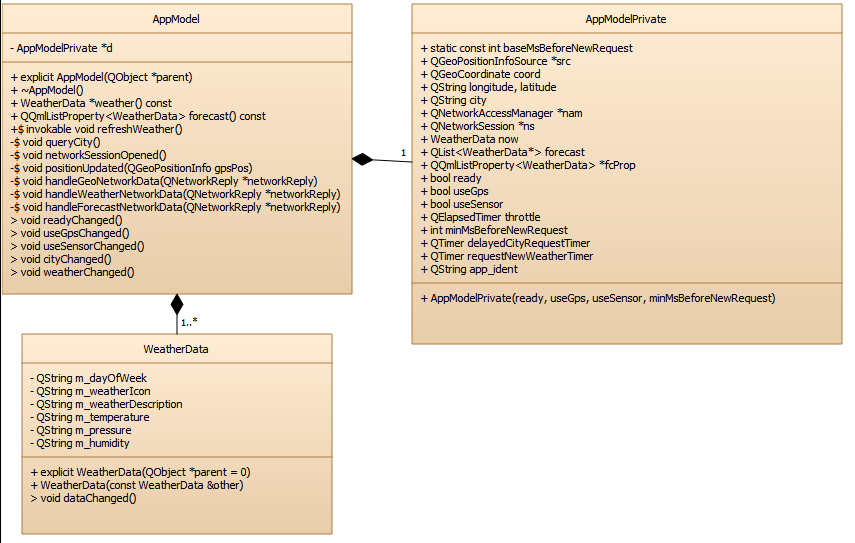 AppModel
- AppModelPrivate *d
+ explicit AppModel(QObject *parent)
+ ~AppModel()
+ WeatherData *weather() const
+ QQmlListProperty<WeatherData> forecast() const
+$ invokable void refreshWeather()
-$ void queryCity()
-$ void networkSessionOpened()
-$ void positionUpdated(QGeoPositionInfo gpsPos)
-$ void handleGeoNetworkData(QNetworkReply *networkReply)
-$ void handleWeatherNetworkData(QNetworkReply *networkReply)
-$ void handleForecastNetworkData(QNetworkReply *networkReply)
> void readyChanged()
> void useGpsChanged()
> void useSensorChanged()
> void cityChanged()
> void weatherChanged()
1
AppModelPrivate
+ static const int baseMsBeforeNewRequest
+ QGeoPositionInfoSource *src
+ QGeoCoordinate coord
+ QString longitude, latitude
+ QString city
+ QNetworkAccessManager *nam
+ QNetworkSession *ns
+ WeatherData now
+ QList<WeatherData*> forecast
+ QQmlListProperty<WeatherData> *fcProp
+ bool ready
+ bool useGps
+ bool useSensor
+ QElapsedTimer throttle
+ int minMsBeforeNewRequest
+ QTimer delayedCityRequestTimer
+ QTimer requestNewWeatherTimer
+ QString app_ident
+ AppModelPrivate(ready, useGps, useSensor, minMsBeforeNewRequest)
1..*
WeatherData
- QString m_dayOfWeek
- QString m_weatherIcon
- QString m_weatherDescription
- QString m_temperature
- QString m_pressure
- QString m_humidity
+ explicit WeatherData(QObject *parent = 0)
+ WeatherData(const WeatherData &other)
> void dataChanged()